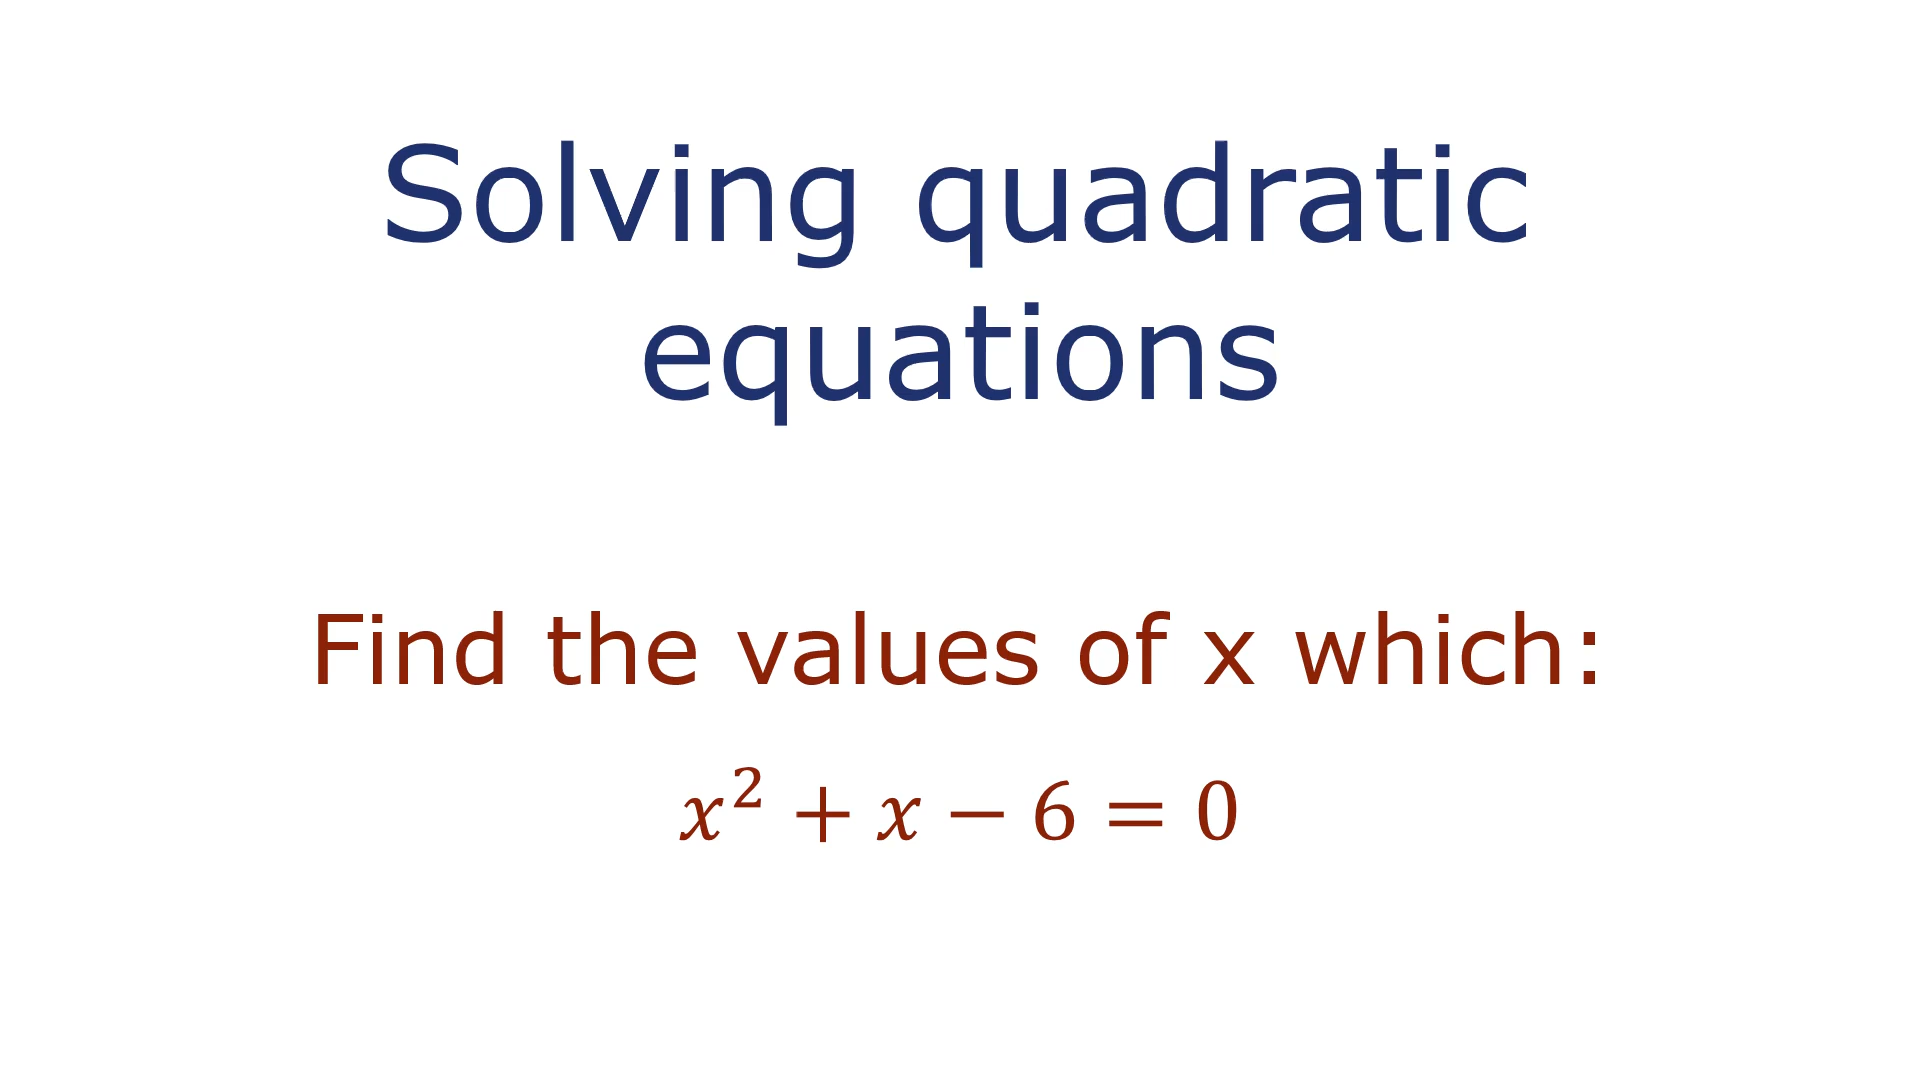 Solving quadratic
equations
Find the values of x which:
x² + x − 6 = 0